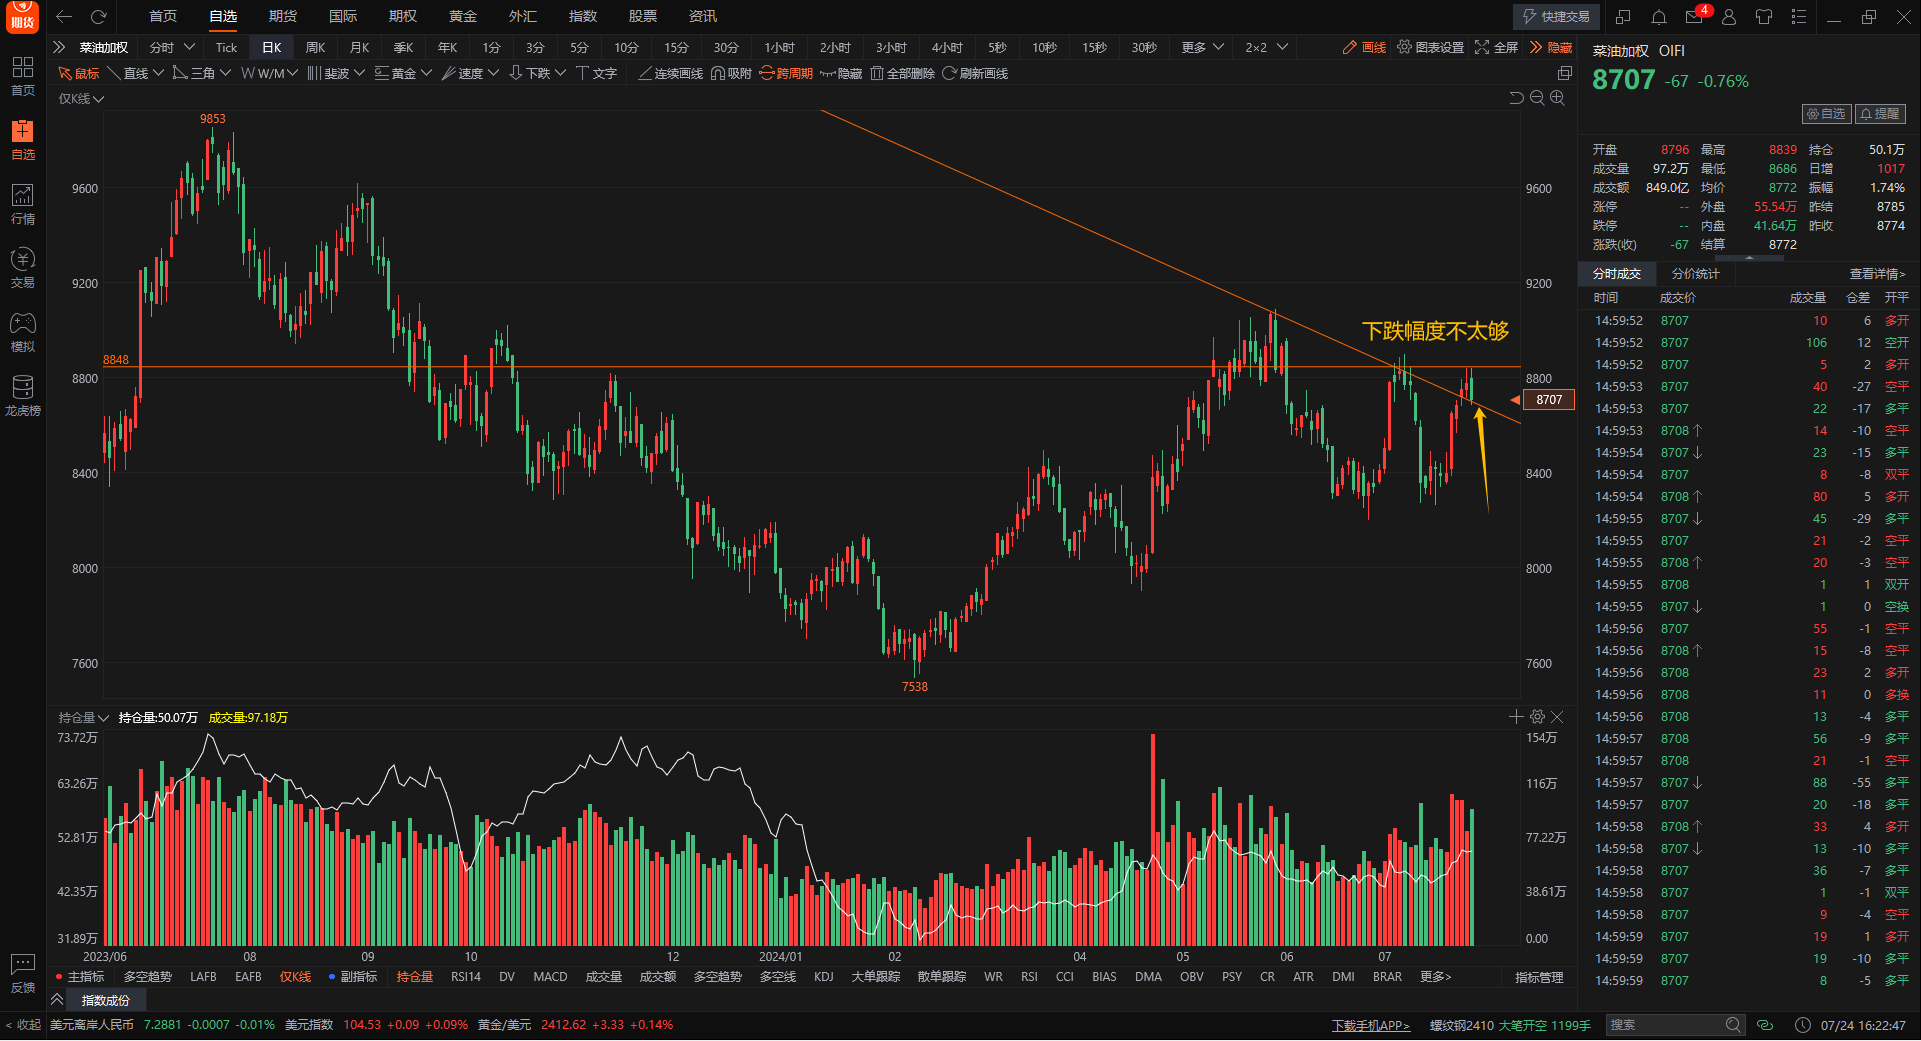 期货
首页 自选 期货 国际 期权 黄金 外汇 指数 股票 资讯
快捷交易 4
菜油加权 分时 Tick 日K 周K 月K 季K 年K 1分 3分 5分 10分 15分 30分 1小时 2小时 3小时 4小时 5秒 10秒 15秒 30秒 更多 2×2 画线 图表设置 全屏 隐藏
鼠标 直线 三角 W/M 斐波 黄金 速度 下跌 文字 连续画线 吸附 跨周期 隐藏 全部删除 刷新画线
首页
自选
行情
交易
模拟
龙虎榜
反馈
< 收起
仅K线
9853
9600 9600
9200 9200
8848
8800 8800
8707
8400 8400
8000 8000
7600 7600
7538
下跌幅度不太够
持仓量 持仓量:50.07万 成交量:97.18万
73.72万 154万
63.26万 116万
52.81万 77.22万
42.35万 38.61万
31.89万 0.00
2023/06 08 09 10 12 2024/01 02 04 05 06 07
主指标 多空趋势 LAFB EAFB 仅K线 副指标 持仓量 RSI14 DV MACD 成交量 成交额 多空趋势 多空线 KDJ 大单跟踪 散单跟踪 WR RSI CCI BIAS DMA OBV PSY CR ATR DMI BRAR 更多> 指标管理
指数成份
菜油加权 OIFI
8707 -67 -0.76%
自选 提醒
开盘 8796 最高 8839 持仓 50.1万
成交量 97.2万 最低 8686 日增 1017
成交额 849.0亿 均价 8772 振幅 1.74%
涨停 -- 外盘 55.54万 昨结 8785
跌停 -- 内盘 41.64万 昨收 8774
涨跌(收) -67 结算 8772
分时成交 分价统计 查看详情>
时间 成交价 成交量 仓差 开平
14:59:52 8707 10 6 多开
14:59:52 8707 106 12 空开
14:59:52 8707 5 2 多开
14:59:53 8707 40 -27 空平
14:59:53 8707 22 -17 多平
14:59:53 8708↑ 14 -10 空平
14:59:54 8707↓ 23 -15 多平
14:59:54 8707 8 -8 双平
14:59:54 8708↑ 80 5 多开
14:59:55 8707↓ 45 -29 多平
14:59:55 8707 21 -2 空平
14:59:55 8708↑ 20 -3 空平
14:59:55 8708 1 1 双开
14:59:55 8707↓ 1 0 空换
14:59:56 8707 55 -1 空平
14:59:56 8708↑ 15 -8 空平
14:59:56 8708 23 2 多开
14:59:56 8708 11 0 多换
14:59:56 8708 13 -4 多平
14:59:57 8708 56 -9 多平
14:59:57 8708 21 -1 空平
14:59:57 8707↓ 88 -55 多平
14:59:57 8707 20 -18 多平
14:59:58 8708↑ 33 4 多开
14:59:58 8707↓ 13 -10 多平
14:59:58 8707 36 -7 多平
14:59:58 8707 1 -1 双平
14:59:58 8707 9 -4 空平
14:59:59 8707 19 1 多开
14:59:59 8707 19 -10 多平
14:59:59 8707 8 -5 多平
美元离岸人民币 7.2881 -0.0007 -0.01% 美元指数 104.53 +0.09 +0.09% 黄金/美元 2412.62 +3.33 +0.14% 下载手机APP> 螺纹钢2410 大笔开空 1199手 搜索 07/24 16:22:47